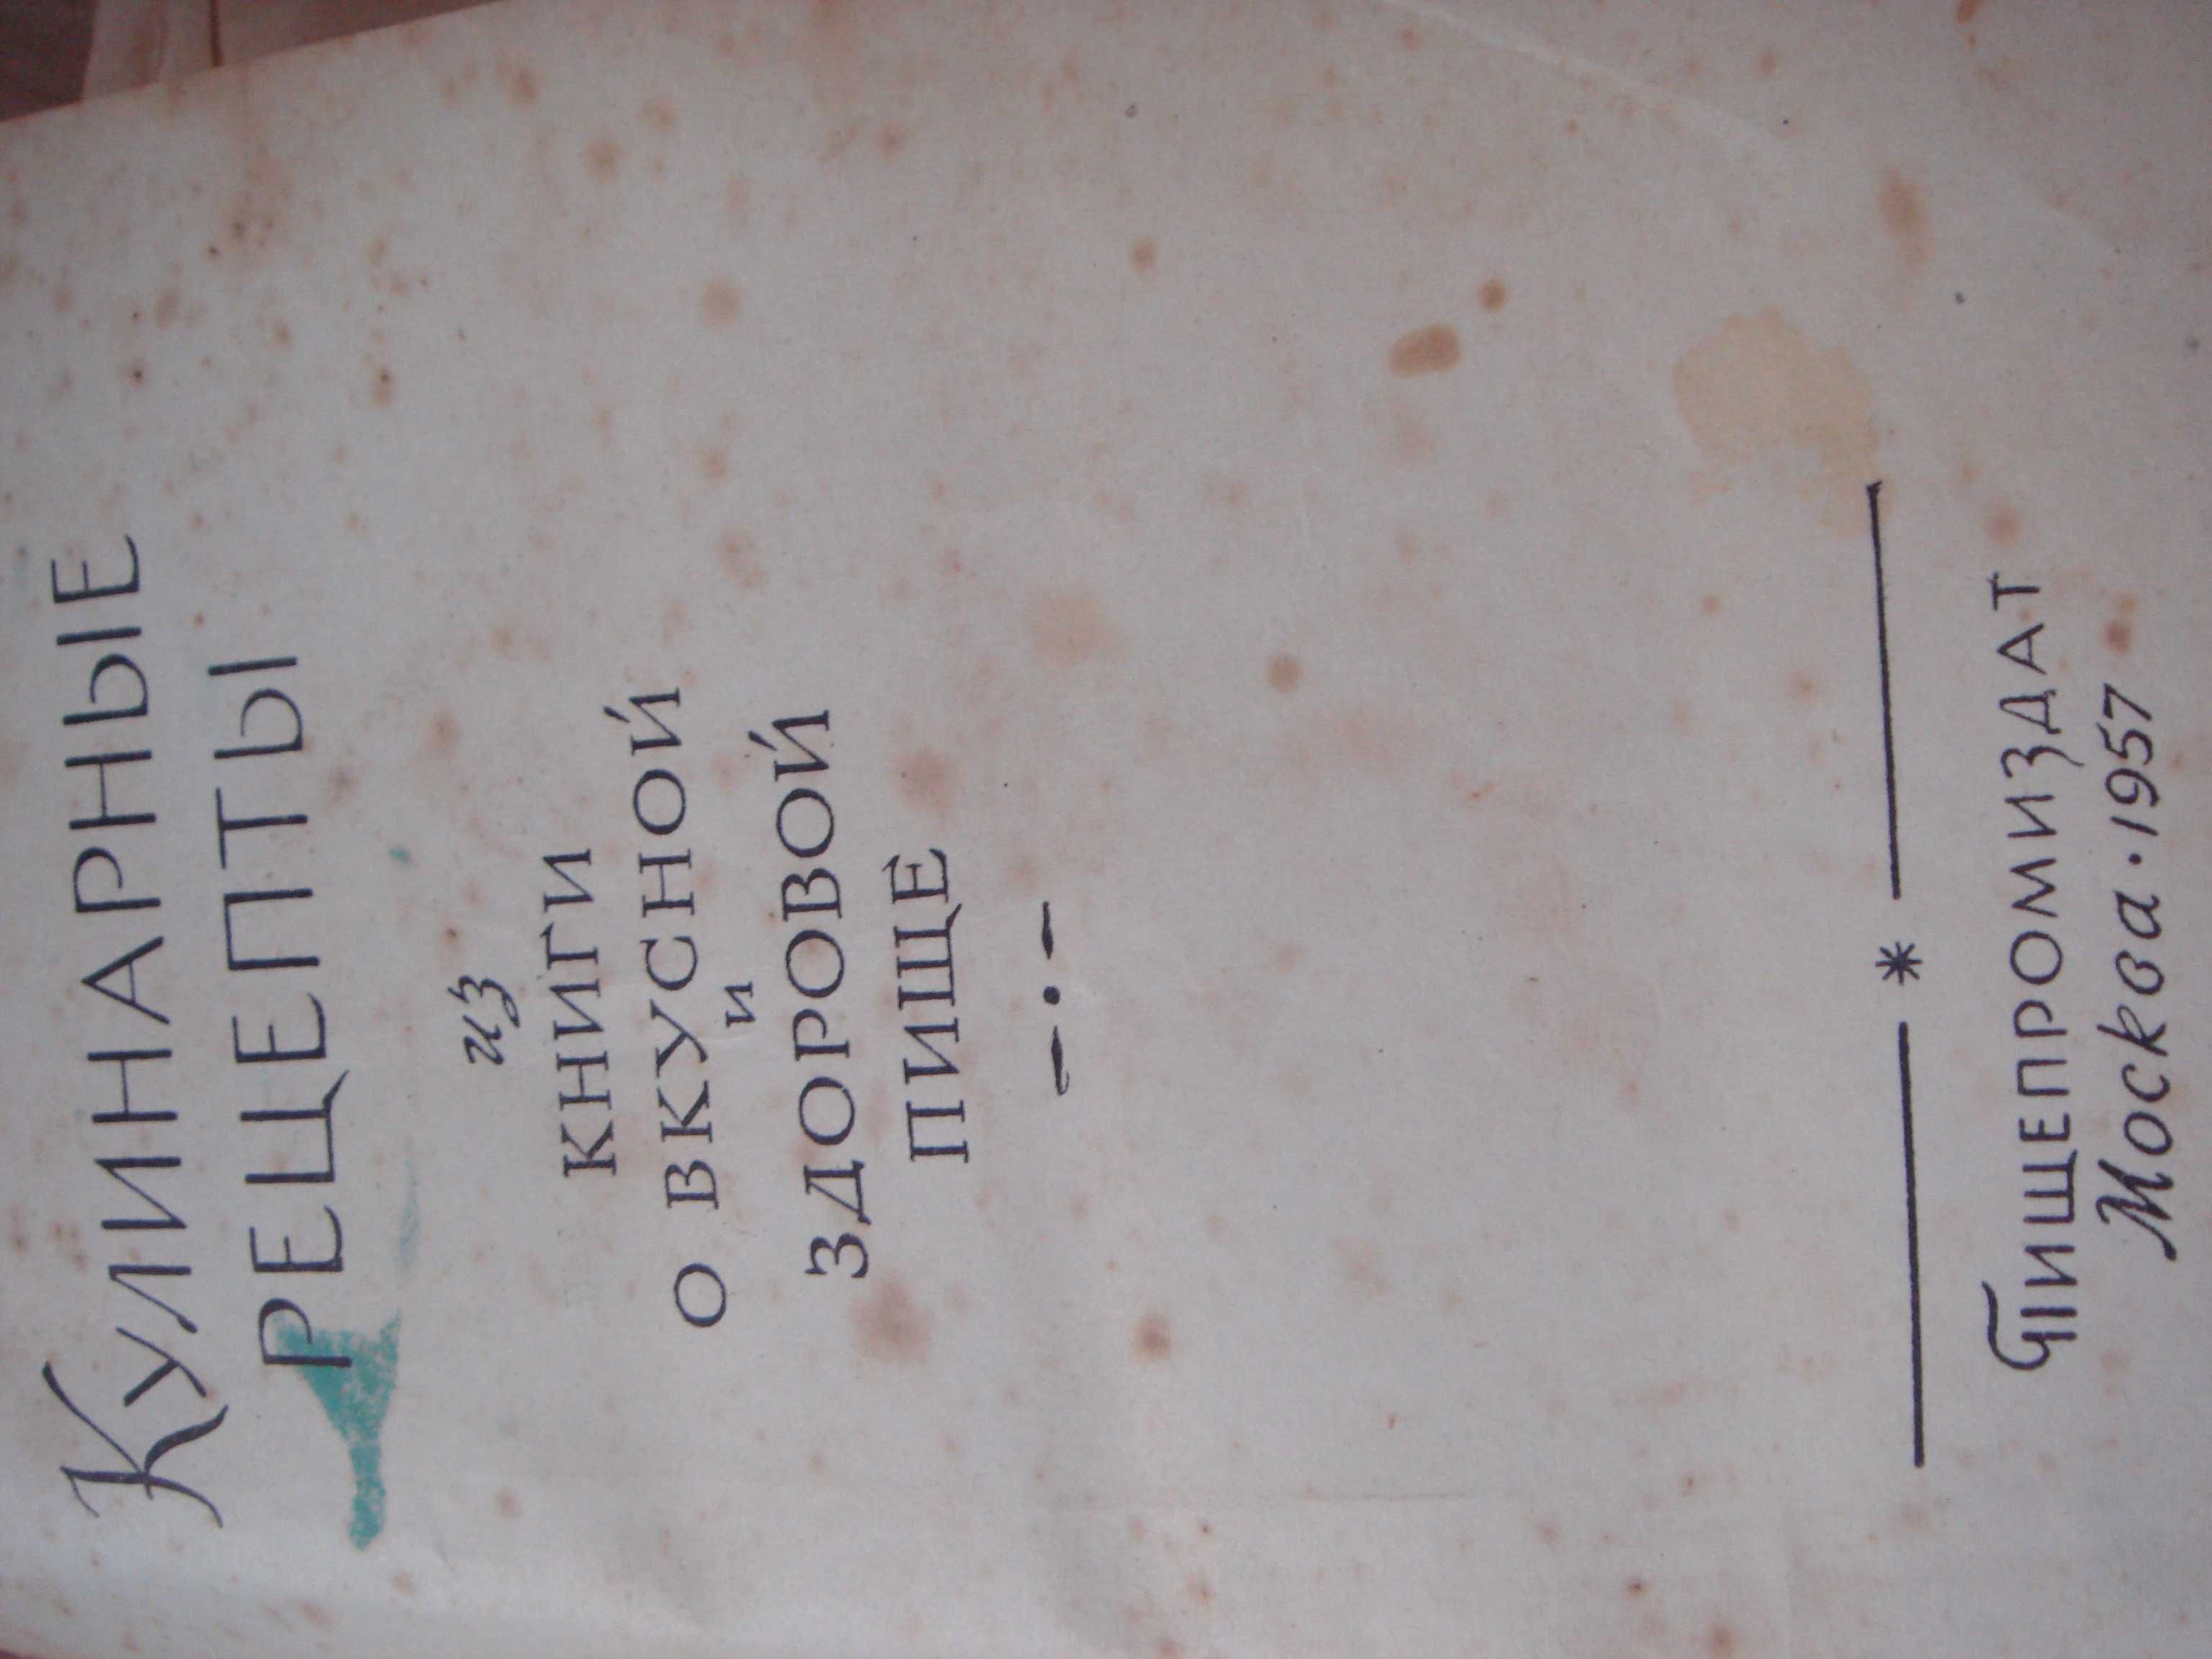 Кулинарные
рецепты
из
книги
о вкусной
и
здоровой
пище
Пищепромиздат
Москва·1957